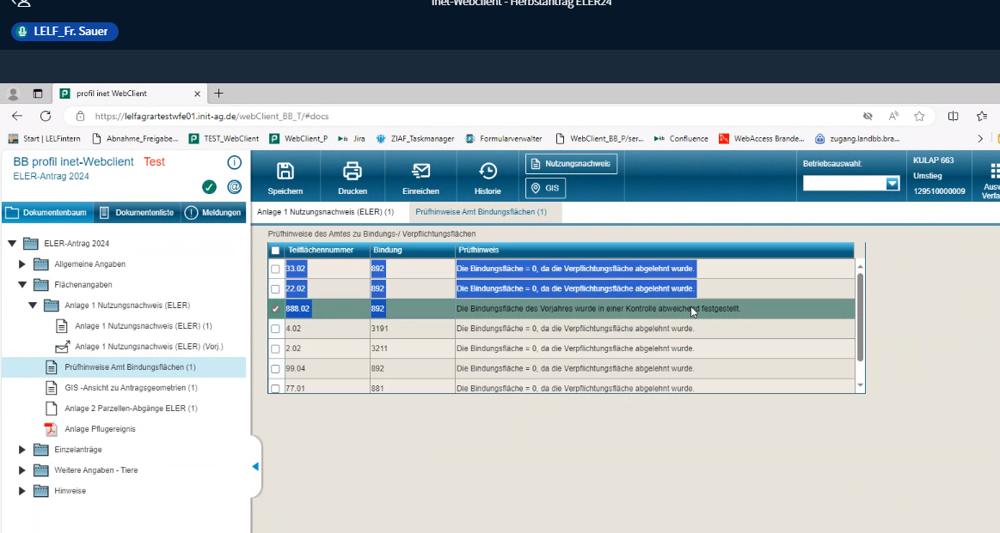 inet-Webclient - Herbstantrag ELER24
LELF_Fr. Sauer
profil inet WebClient
https://lelfagrartestwfe01.init-ag.de/webClient_BB_T/#docs
Start | LELFintern
Abnahme_Freigabe...
TEST_WebClient
WebClient_P
Jira
ZIAF_Taskmanager
Formularverwalter
WebClient_BB_P/ser...
Confluence
WebAccess Brande...
zugang.landbb.bra...
BB profil inet-Webclient Test
ELER-Antrag 2024
Speichern
Drucken
Einreichen
Historie
Nutzungsnachweis
GIS
Betriebsauswahl:
KULAP 663
Umstieg
129510000009
Dokumentenbaum
Dokumentenliste
Meldungen
Anlage 1 Nutzungsnachweis (ELER) (1)
Prüfhinweise Amt Bindungsflächen (1)
ELER-Antrag 2024
Allgemeine Angaben
Flächenangaben
Anlage 1 Nutzungsnachweis (ELER)
Anlage 1 Nutzungsnachweis (ELER) (1)
Anlage 1 Nutzungsnachweis (ELER) (Vorj.)
Prüfhinweise Amt Bindungsflächen (1)
GIS -Ansicht zu Antragsgeometrien (1)
Anlage 2 Parzellen-Abgänge ELER (1)
Anlage Pflugereignis
Einzelanträge
Weitere Angaben - Tiere
Hinweise
Prüfhinweise des Amtes zu Bindungs-/ Verpflichtungsflächen
Teilflächennummer Bindung Prüfhinweis
33.02 892 Die Bindungsfläche = 0, da die Verpflichtungsfläche abgelehnt wurde.
22.02 892 Die Bindungsfläche = 0, da die Verpflichtungsfläche abgelehnt wurde.
888.02 892 Die Bindungsfläche des Vorjahres wurde in einer Kontrolle abweichend festgestellt.
4.02 3191 Die Bindungsfläche = 0, da die Verpflichtungsfläche abgelehnt wurde.
2.02 3211 Die Bindungsfläche = 0, da die Verpflichtungsfläche abgelehnt wurde.
99.04 892 Die Bindungsfläche = 0, da die Verpflichtungsfläche abgelehnt wurde.
77.01 881 Die Bindungsfläche = 0, da die Verpflichtungsfläche abgelehnt wurde.